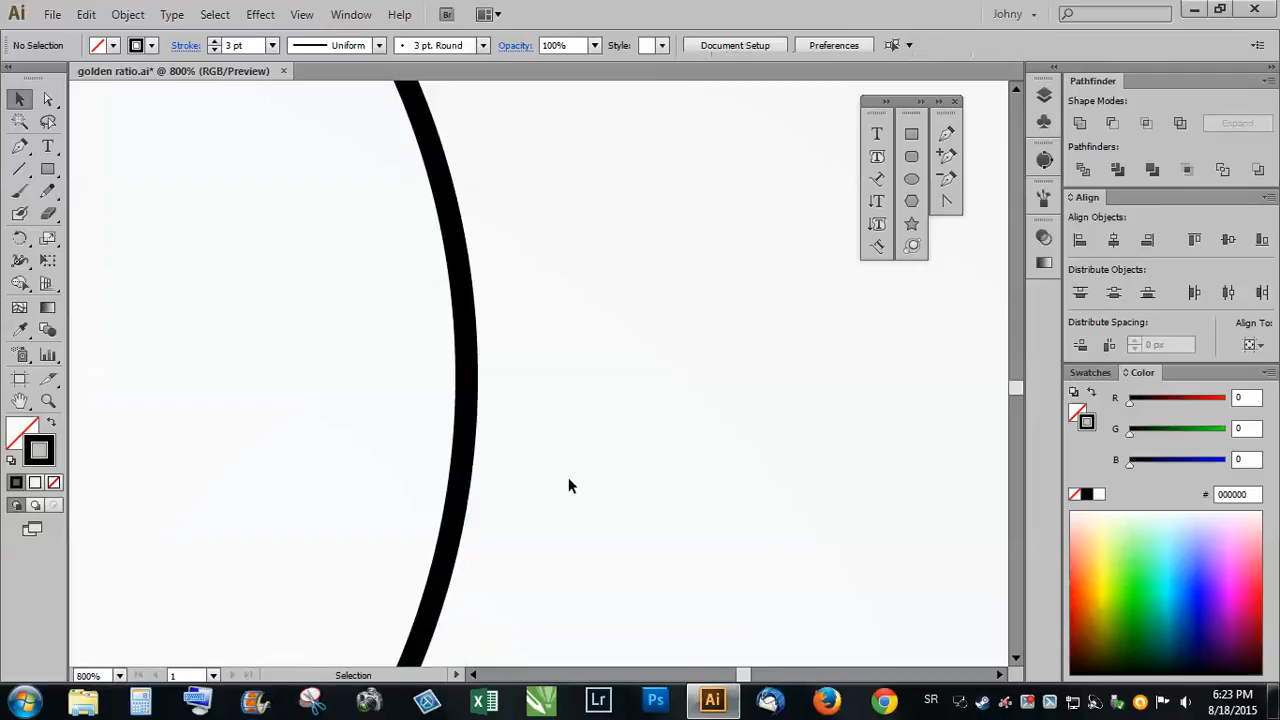 Ai File Edit Object Type Select Effect View Window Help Br Johny
No Selection Stroke: 3 pt Uniform 3 pt. Round Opacity: 100% Style: Document Setup Preferences
golden ratio.ai* @ 800% (RGB/Preview)
Pathfinder
Shape Modes:
Expand
Pathfinders:
Align
Align Objects:
Distribute Objects:
Distribute Spacing: Align To:
0 px
Swatches Color
R 0
G 0
B 0
# 000000
800% 1 Selection
Lr Ps Ai SR 6:23 PM
8/18/2015